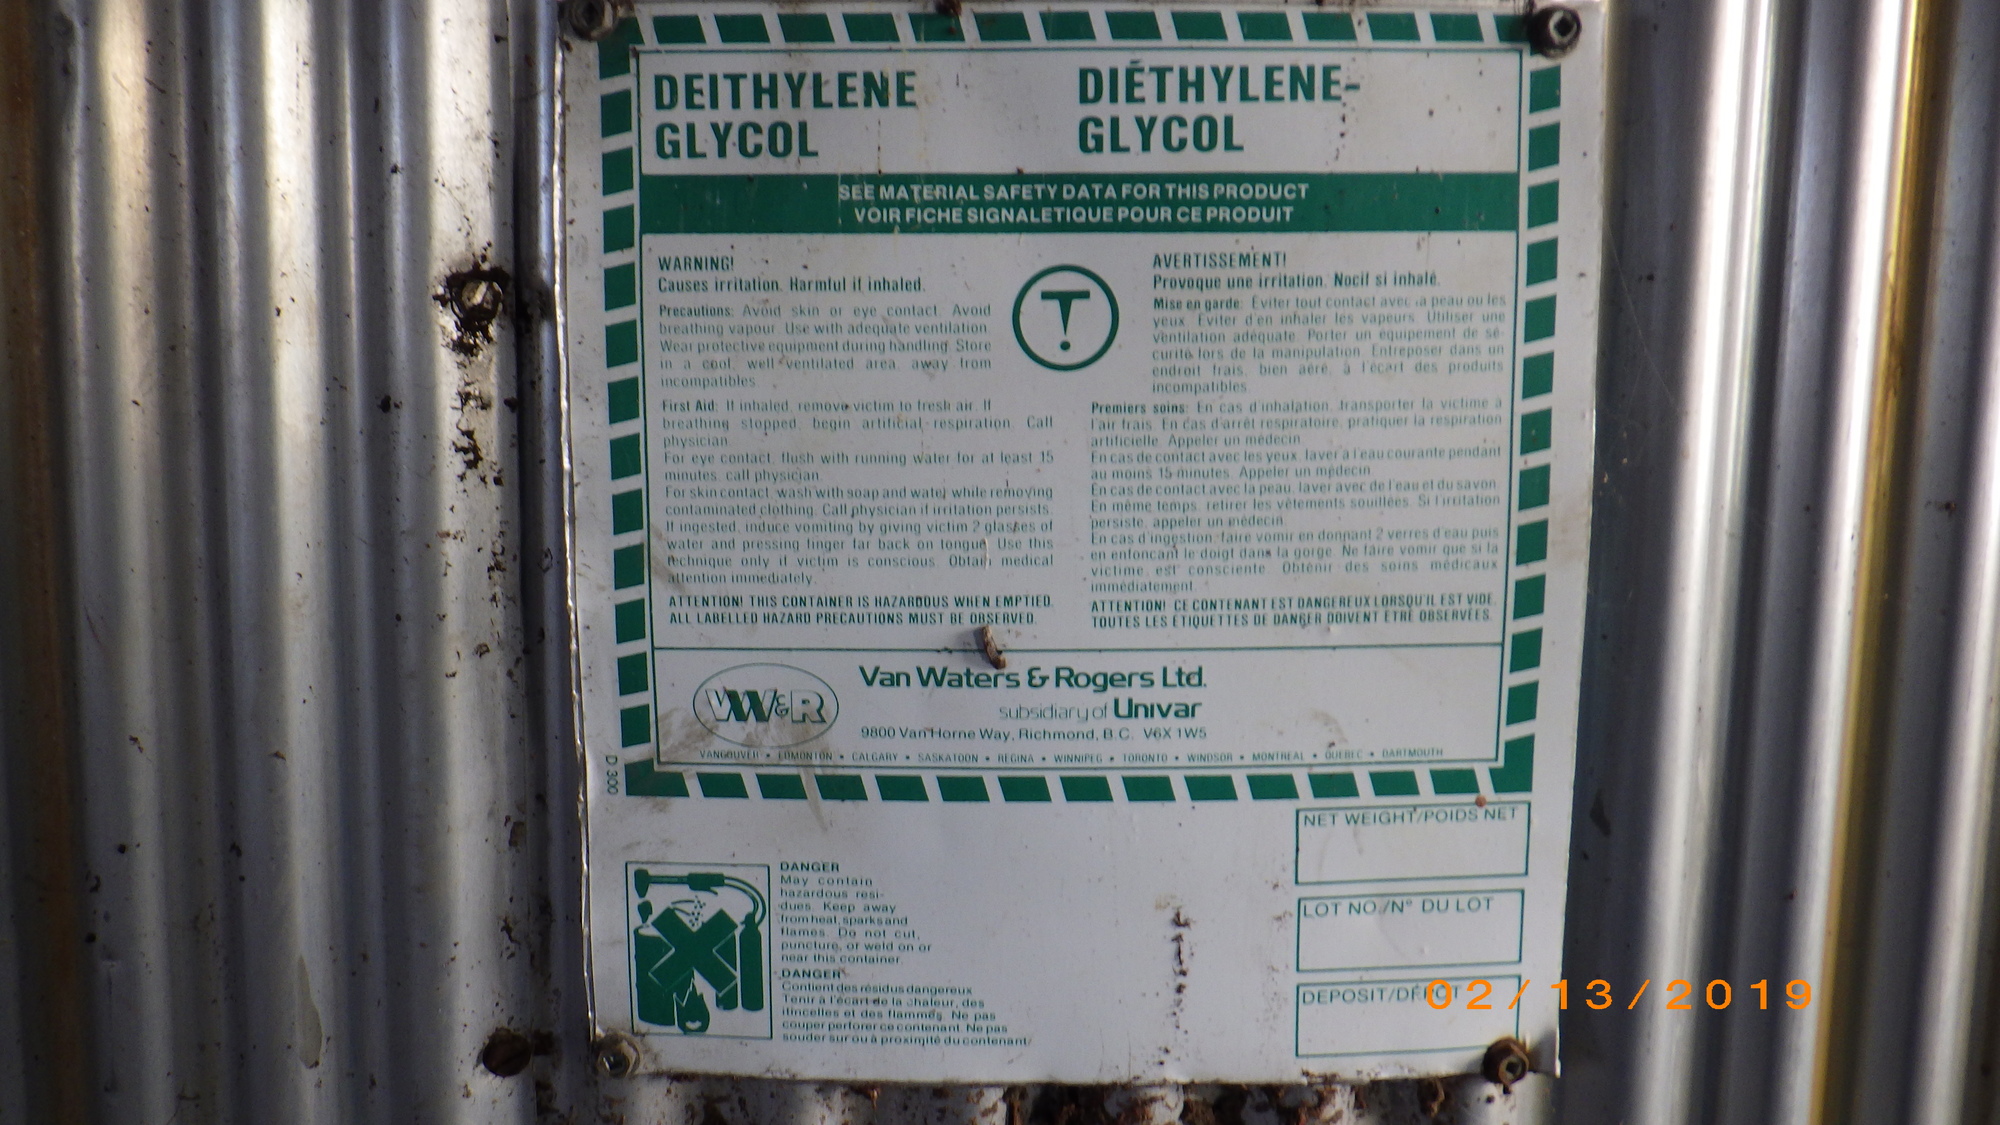 DEITHYLENE
GLYCOL
DIÉTHYLENE-
GLYCOL
SEE MATERIAL SAFETY DATA FOR THIS PRODUCT
VOIR FICHE SIGNALETIQUE POUR CE PRODUIT
WARNING!
Causes irritation. Harmful if inhaled.
Precautions: Avoid skin or eye contact. Avoid
breathing vapour. Use with adequate ventilation.
Wear protective equipment during handling. Store
in a cool, well ventilated area, away from
incompatibles.
First Aid: If inhaled, remove victim to fresh air. If
breathing stopped, begin artificial respiration. Call
physician.
For eye contact, flush with running water for at least 15
minutes, call physician.
For skin contact, wash with soap and water while removing
contaminated clothing. Call physician if irritation persists.
If ingested, induce vomiting by giving victim 2 glasses of
water and pressing finger far back on tongue. Use this
technique only if victim is conscious. Obtain medical
attention immediately.
ATTENTION! THIS CONTAINER IS HAZARDOUS WHEN EMPTIED.
ALL LABELLED HAZARD PRECAUTIONS MUST BE OBSERVED.
AVERTISSEMENT!
Provoque une irritation. Nocif si inhalé.
Mise en garde: Éviter tout contact avec la peau ou les
yeux. Éviter d'en inhaler les vapeurs. Utiliser une
ventilation adéquate. Porter un équipement de sé-
curité lors de la manipulation. Entreposer dans un
endroit frais, bien aéré, à l'écart des produits
incompatibles.
Premiers soins: En cas d'inhalation, transporter la victime à
l'air frais. En cas d'arrêt respiratoire, pratiquer la respiration
artificielle. Appeler un médecin.
En cas de contact avec les yeux, laver à l'eau courante pendant
au moins 15 minutes. Appeler un médecin.
En cas de contact avec la peau, laver avec de l'eau et du savon.
En même temps, retirer les vêtements souillées. Si l'irritation
persiste, appeler un médecin.
En cas d'ingestion, faire vomir en donnant 2 verres d'eau puis
en enfoncant le doigt dans la gorge. Ne faire vomir que si la
victime est consciente. Obtenir des soins médicaux
immédiatement.
ATTENTION! CE CONTENANT EST DANGEREUX LORSQU'IL EST VIDE.
TOUTES LES ÉTIQUETTES DE DANGER DOIVENT ÊTRE OBSERVÉES.
VW&R
Van Waters & Rogers Ltd.
subsidiary of Univar
9800 Van Horne Way, Richmond, B.C. V6X 1W5
VANCOUVER • EDMONTON • CALGARY • SASKATOON • REGINA • WINNIPEG • TORONTO • WINDSOR • MONTREAL • QUEBEC • DARTMOUTH
D 300
DANGER
May contain
hazardous resi-
dues. Keep away
from heat, sparks and
flames. Do not cut,
puncture, or weld on or
near this container.
DANGER
Contient des résidus dangereux
Tenir à l'écart de la chaleur, des
étincelles et des flammes. Ne pas
couper perforer ce contenant. Ne pas
souder sur ou à proximité du contenant/
NET WEIGHT/POIDS NET
LOT NO./Nº DU LOT
DEPOSIT/DÉPÔT
02/13/2019